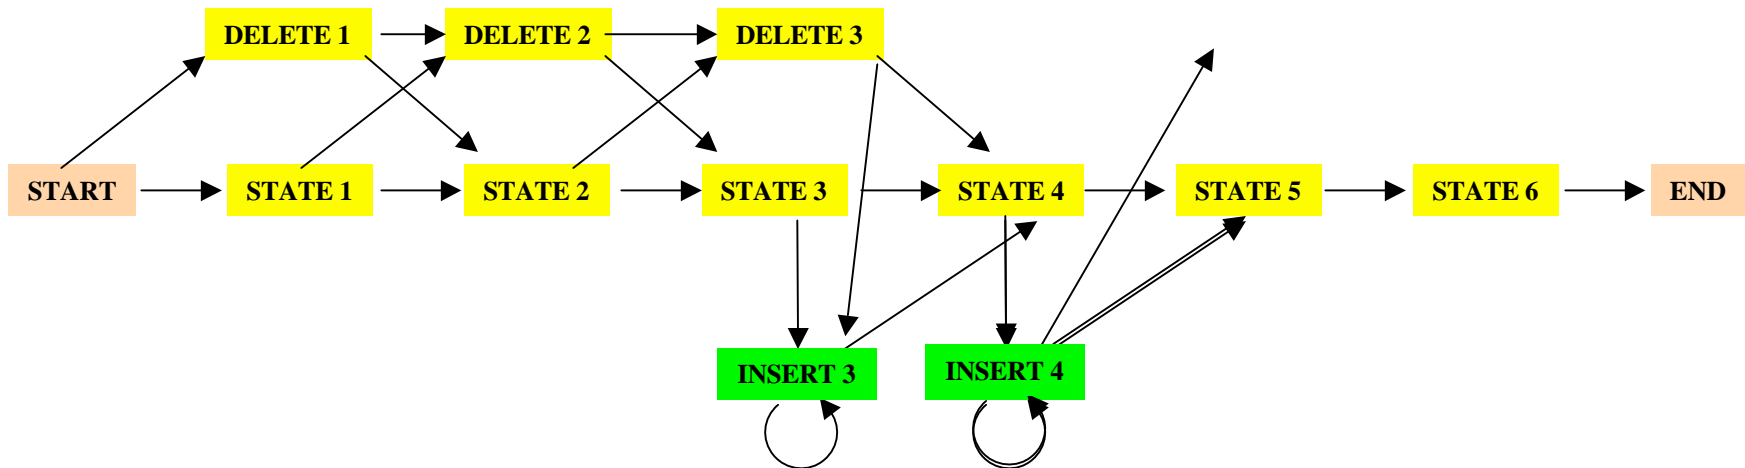 DELETE 1
DELETE 2
DELETE 3
START
STATE 1
STATE 2
STATE 3
STATE 4
STATE 5
STATE 6
END
INSERT 3
INSERT 4